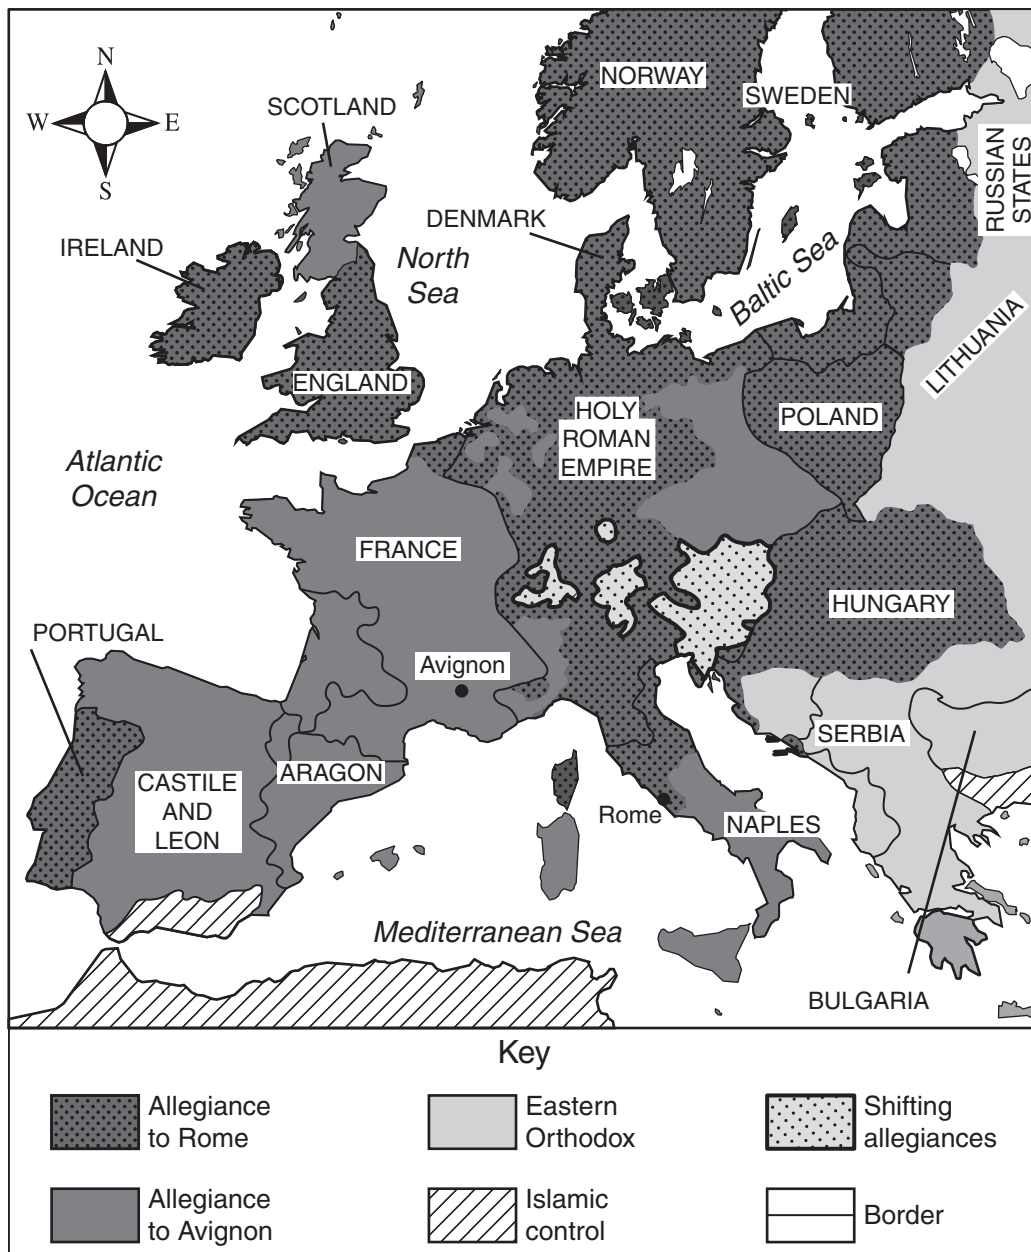 N
W
E
S
SCOTLAND
NORWAY
SWEDEN
RUSSIAN
STATES
IRELAND
DENMARK
North
Sea
Baltic Sea
LITHUANIA
ENGLAND
HOLY
ROMAN
EMPIRE
POLAND
Atlantic
Ocean
FRANCE
HUNGARY
PORTUGAL
Avignon
SERBIA
CASTILE
AND
LEON
ARAGON
Rome
NAPLES
Mediterranean Sea
BULGARIA
Key
Allegiance
to Rome
Eastern
Orthodox
Shifting
allegiances
Allegiance
to Avignon
Islamic
control
Border